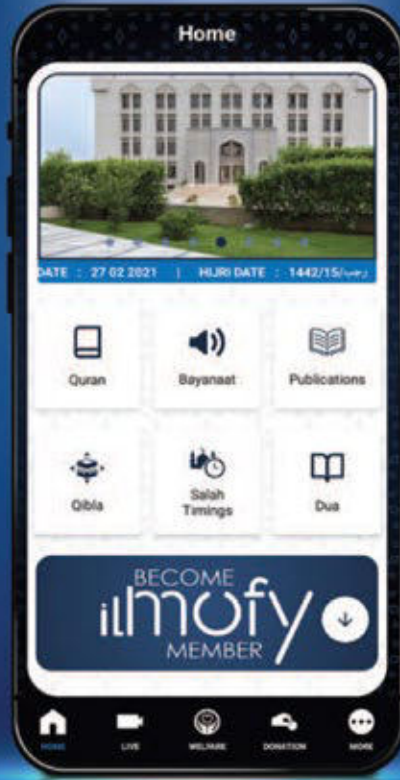 Home
DATE : 27 02 2021 | HIJRI DATE : 1442/15/رجب
Quran
Bayanaat
Publications
Qibla
Salah
Timings
Dua
BECOME
ilmofy
MEMBER
HOME
LIVE
WELFARE
DONATION
MORE